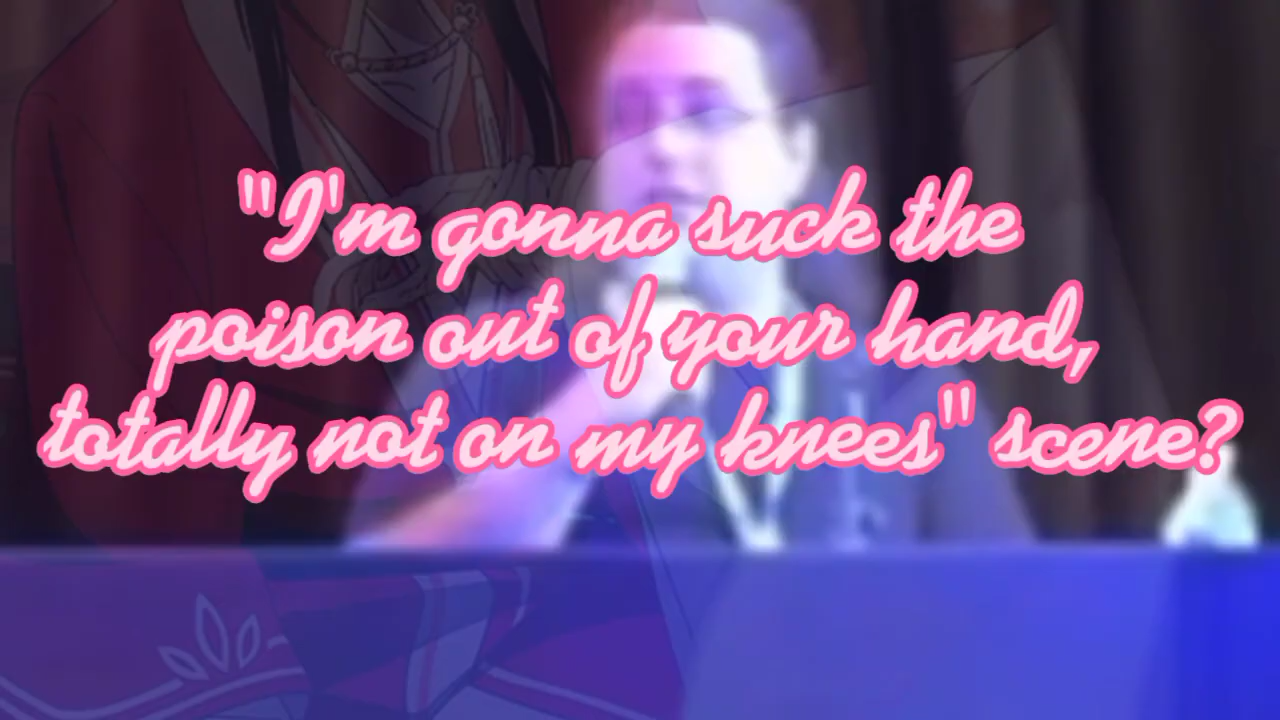 "I'm gonna suck the
poison out of your hand,
totally not on my knees" scene?